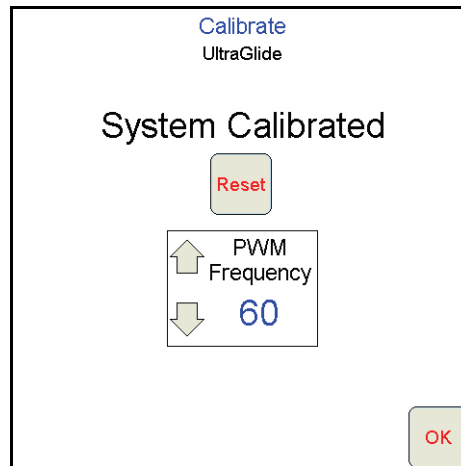 Calibrate
UltraGlide
System Calibrated
Reset
PWM
Frequency
60
OK